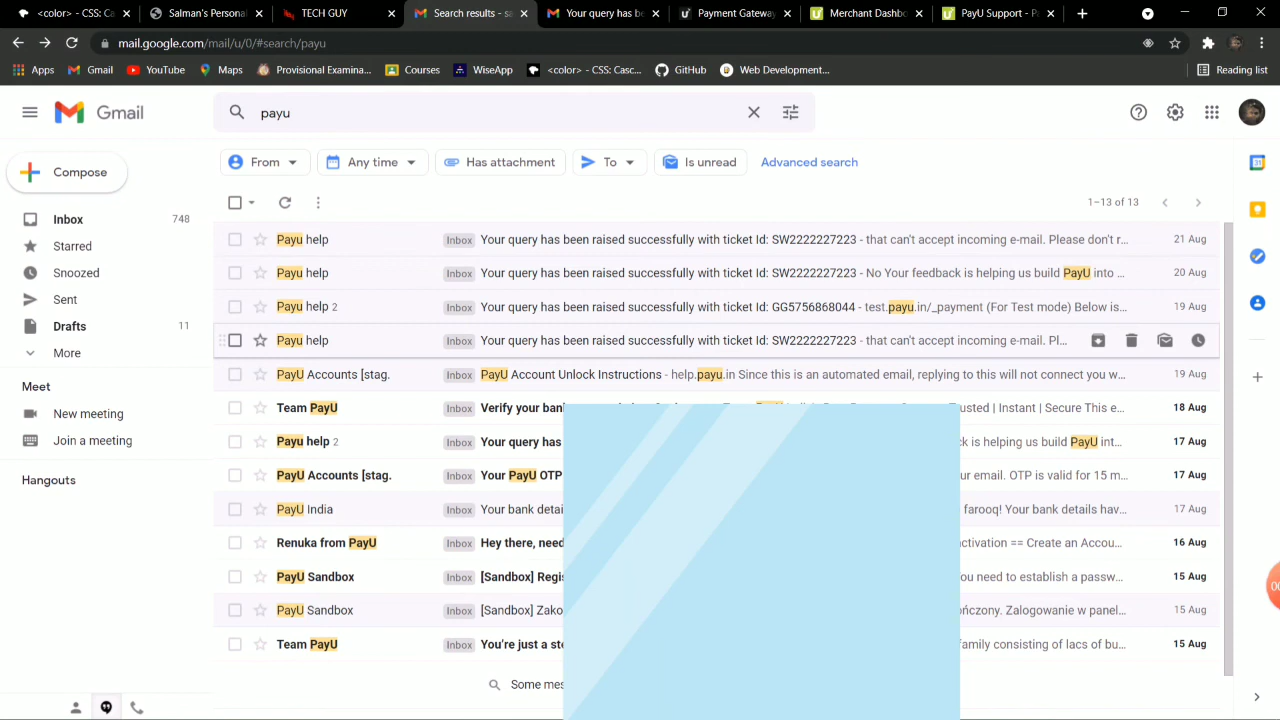 <color> - CSS: Ca
Salman's Personal
TECH GUY
Search results - sa
Your query has be
Payment Gateway
Merchant Dashbo
PayU Support - Pa
mail.google.com/mail/u/0/#search/payu
Apps
Gmail
YouTube
Maps
Provisional Examina...
Courses
WiseApp
<color> - CSS: Casc...
GitHub
Web Development...
Reading list
Gmail
payu
Compose
From
Any time
Has attachment
To
Is unread
Advanced search
1–13 of 13
Inbox 748
Starred
Snoozed
Sent
Drafts 11
More
Meet
New meeting
Join a meeting
Hangouts
Payu help Inbox Your query has been raised successfully with ticket Id: SW2222227223 - that can't accept incoming e-mail. Please don't r... 21 Aug
Payu help Inbox Your query has been raised successfully with ticket Id: SW2222227223 - No Your feedback is helping us build PayU into ... 20 Aug
Payu help 2 Inbox Your query has been raised successfully with ticket Id: GG5756868044 - test.payu.in/_payment (For Test mode) Below is... 19 Aug
Payu help Inbox Your query has been raised successfully with ticket Id: SW2222227223 - that can't accept incoming e-mail. Pl...
PayU Accounts [stag. Inbox PayU Account Unlock Instructions - help.payu.in Since this is an automated email, replying to this will not connect you w... 19 Aug
Team PayU Inbox Verify your ban usted | Instant | Secure This e... 18 Aug
Payu help 2 Inbox Your query has ck is helping us build PayU int... 17 Aug
PayU Accounts [stag. Inbox Your PayU OTP ur email. OTP is valid for 15 m... 17 Aug
PayU India Inbox Your bank detai farooq! Your bank details hav... 17 Aug
Renuka from PayU Inbox Hey there, need activation == Create an Accou... 16 Aug
PayU Sandbox Inbox [Sandbox] Regis ou need to establish a passw... 15 Aug
PayU Sandbox Inbox [Sandbox] Zako ończony. Zalogowanie w panel... 15 Aug
Team PayU Inbox You're just a ste family consisting of lacs of bu... 15 Aug
Some mes
00